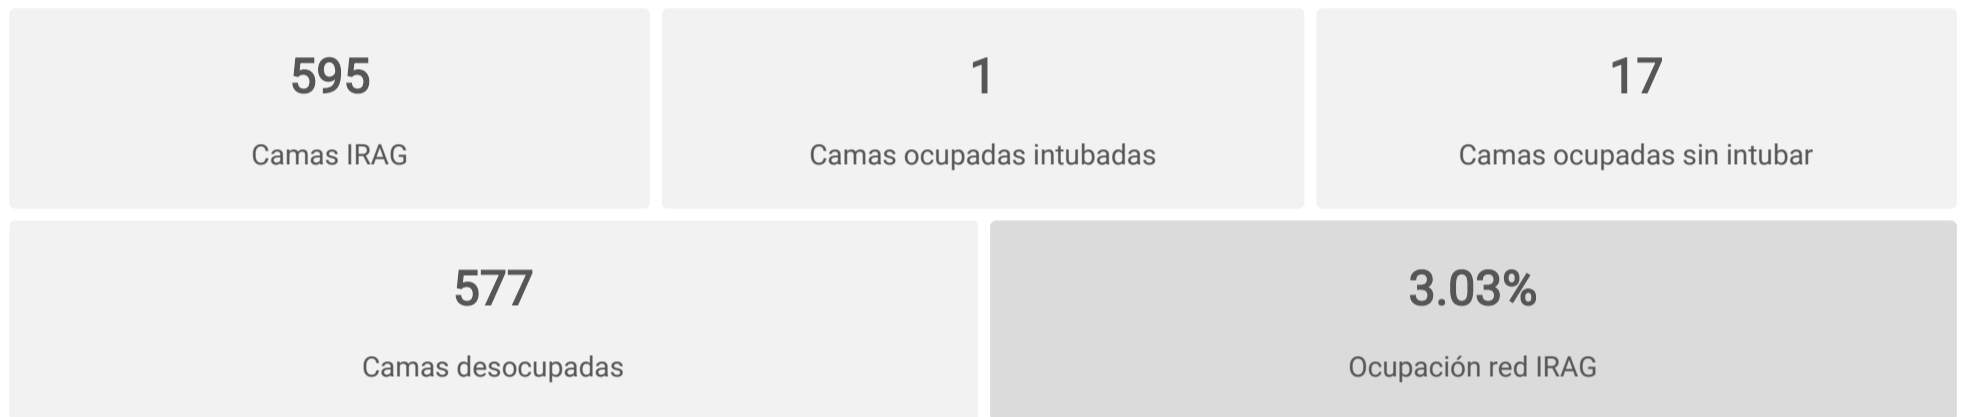 595
Camas IRAG
1
Camas ocupadas intubadas
17
Camas ocupadas sin intubar
577
Camas desocupadas
3.03%
Ocupación red IRAG